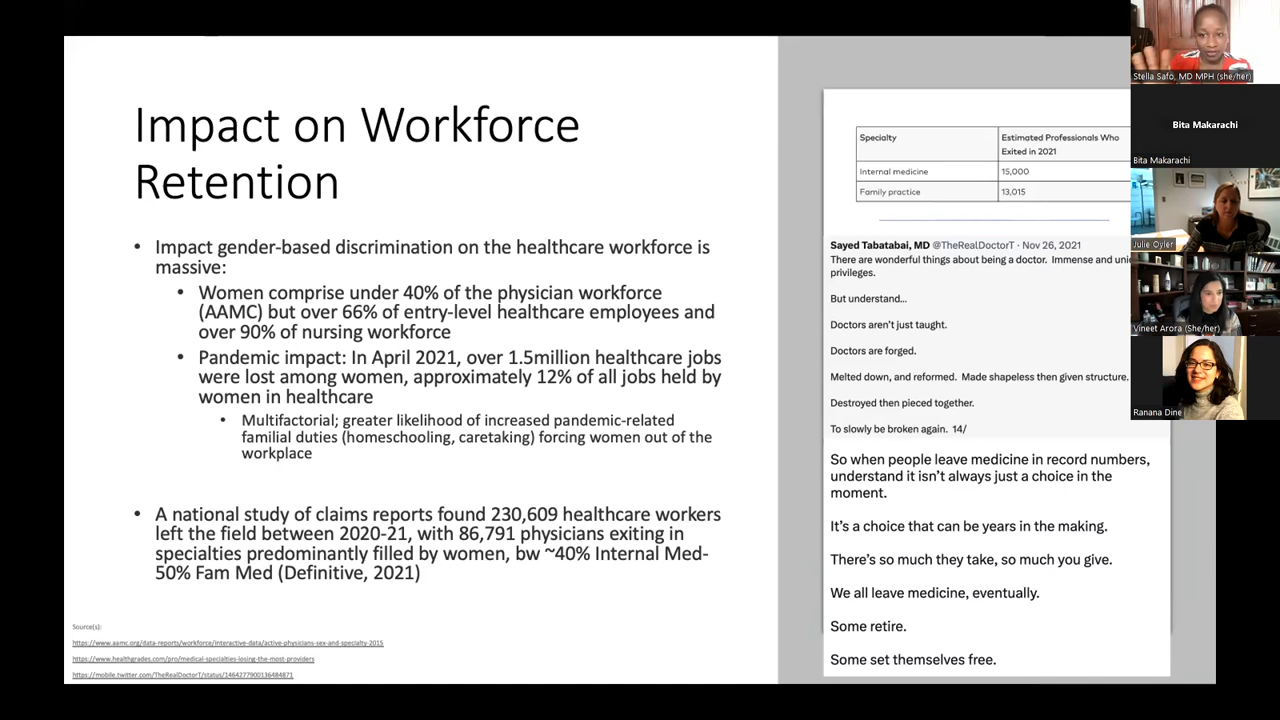 Impact on Workforce
Retention
• Impact gender-based discrimination on the healthcare workforce is
massive:
• Women comprise under 40% of the physician workforce
(AAMC) but over 66% of entry-level healthcare employees and
over 90% of nursing workforce
• Pandemic impact: In April 2021, over 1.5million healthcare jobs
were lost among women, approximately 12% of all jobs held by
women in healthcare
• Multifactorial; greater likelihood of increased pandemic-related
familial duties (homeschooling, caretaking) forcing women out of the
workplace
• A national study of claims reports found 230,609 healthcare workers
left the field between 2020-21, with 86,791 physicians exiting in
specialties predominantly filled by women, bw ~40% Internal Med-
50% Fam Med (Definitive, 2021)
Source(s):
https://www.aamc.org/data-reports/workforce/interactive-data/active-physicians-sex-and-specialty-2015
https://www.healthgrades.com/pro/medical-specialties-losing-the-most-providers
https://mobile.twitter.com/TheRealDoctorT/status/1464277900136484871
Specialty Estimated Professionals Who
Exited in 2021
Internal medicine 15,000
Family practice 13,015
Sayed Tabatabai, MD @TheRealDoctorT · Nov 26, 2021
There are wonderful things about being a doctor. Immense and
privileges.
But understand...
Doctors aren't just taught.
Doctors are forged.
Melted down, and reformed. Made shapeless then given structure.
Destroyed then pieced together.
To slowly be broken again. 14/
So when people leave medicine in record numbers,
understand it isn't always just a choice in the
moment.
It's a choice that can be years in the making.
There's so much they take, so much you give.
We all leave medicine, eventually.
Some retire.
Some set themselves free.
Stella Safo, MD MPH (she/her)
Bita Makarachi
Bita Makarachi
Julie Oyler
Vineet Arora (She/her)
Ranana Dine